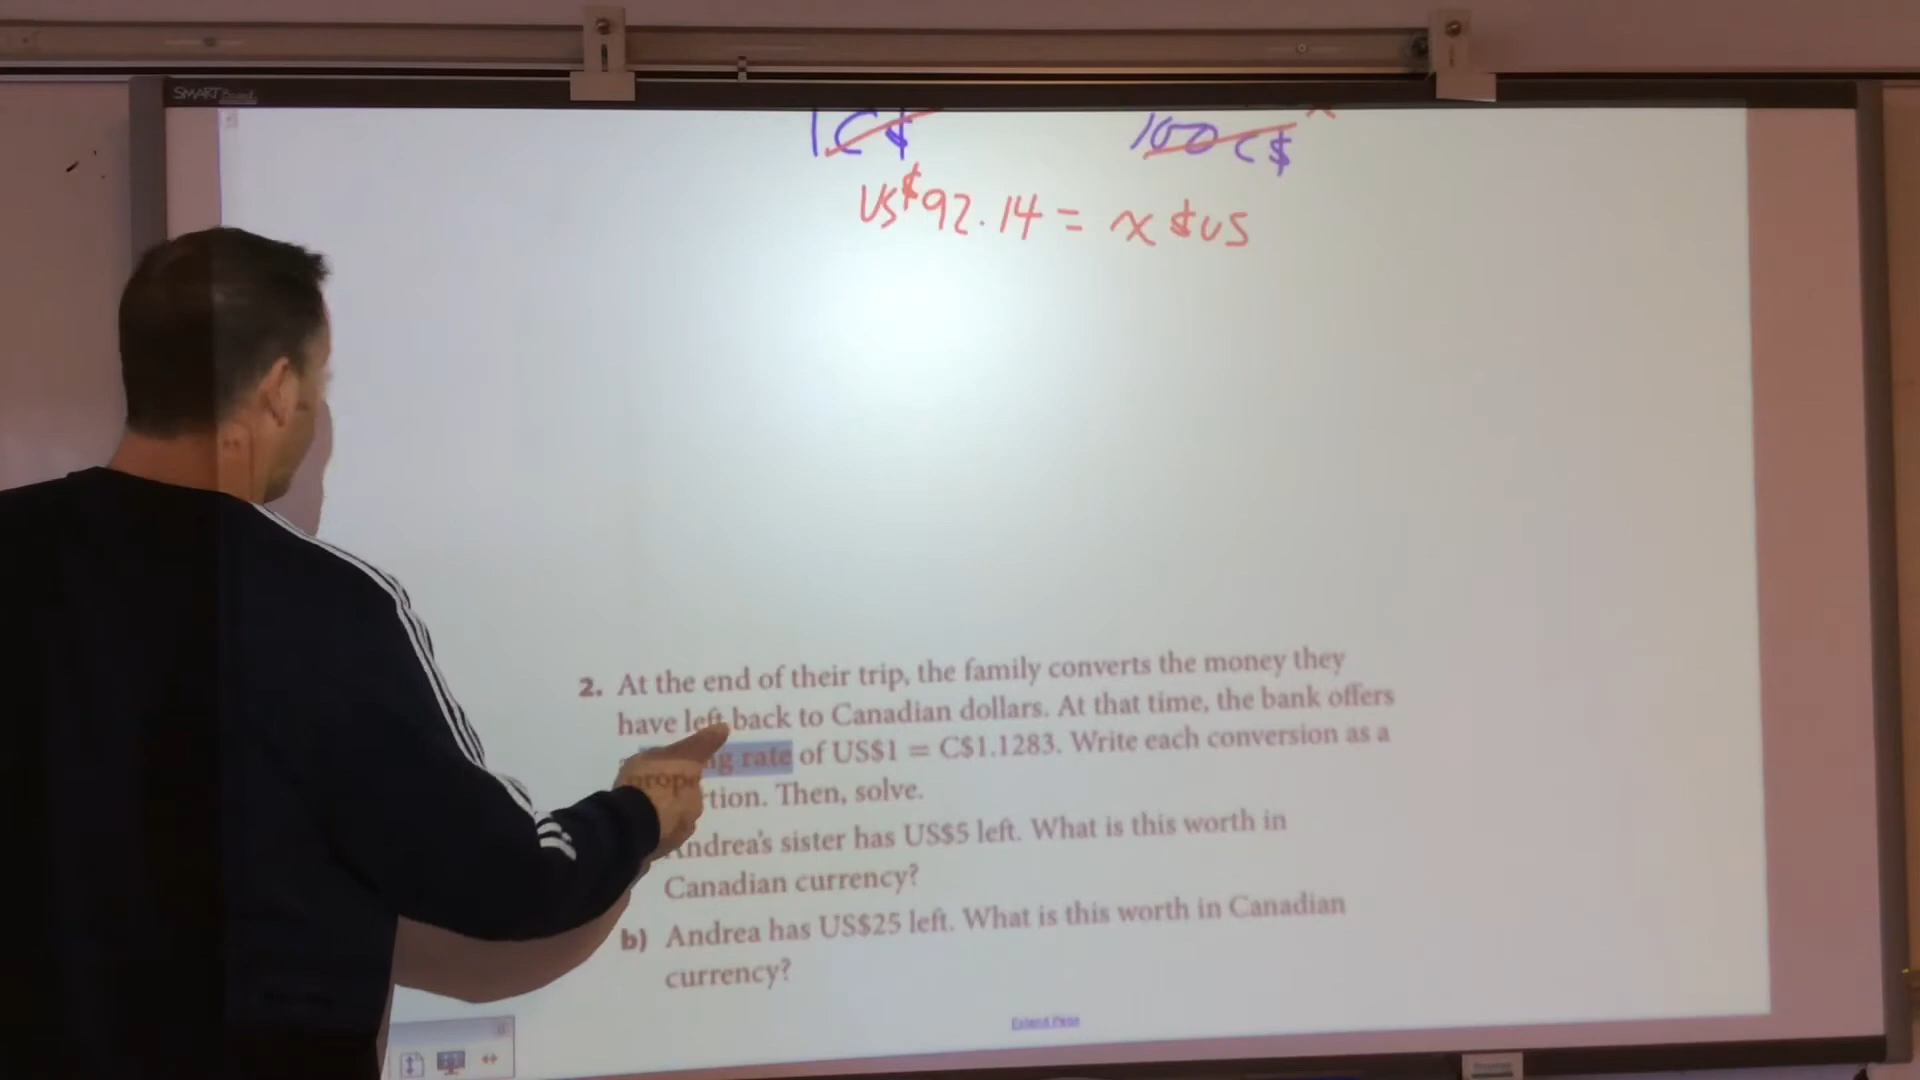 SMART Board
1C$ 100C$
US$92.14 = x $US
2. At the end of their trip, the family converts the money they
have left back to Canadian dollars. At that time, the bank offers
rate of US$1 = C$1.1283. Write each conversion as a
Then, solve.
Andrea's sister has US$5 left. What is this worth in
Canadian currency?
b) Andrea has US$25 left. What is this worth in Canadian
currency?
Extend Page